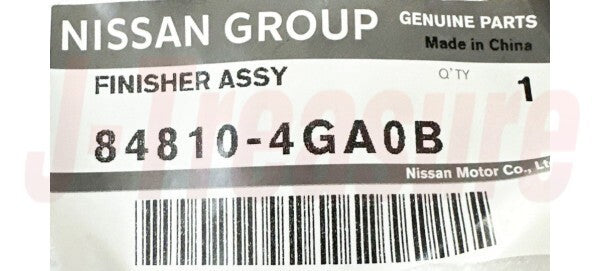 NISSAN GROUP
GENUINE PARTS
Made in China
FINISHER ASSY
Q'TY
1
84810-4GA0B
Nissan Motor Co., Lt
J-Treasure